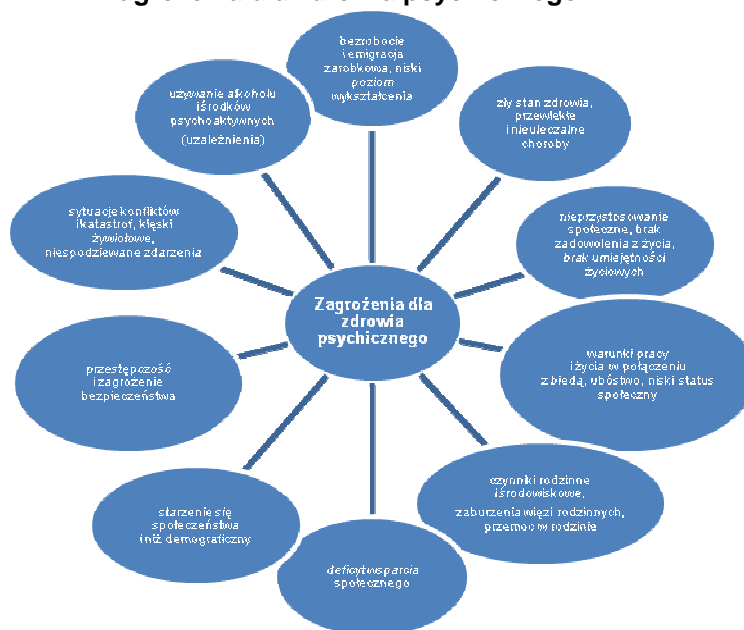 bezrobocie
i emigracja
zarobkowa, niski
poziom
wykształcenia
zły stan zdrowia,
przewlekłe
i nieuleczalne
choroby
nieprzystosowanie
społeczne, brak
zadowolenia z życia,
brak umiejętności
życiowych
warunki pracy
i życia w połączeniu
z biedą, ubóstwo, niski status
społeczny
czynniki rodzinne
i środowiskowe,
zaburzenia więzi rodzinnych,
przemoc w rodzinie
deficyt wsparcia
społecznego
starzenie się
społeczeństwa
i niż demograficzny
przestępczość
i zagrożenie
bezpieczeństwa
sytuacje konfliktów
i katastrof, klęski
żywiołowe,
niespodziewane zdarzenia
używanie alkoholu
i środków
psychoaktywnych
(uzależnienia)
Zagrożenia dla
zdrowia
psychicznego